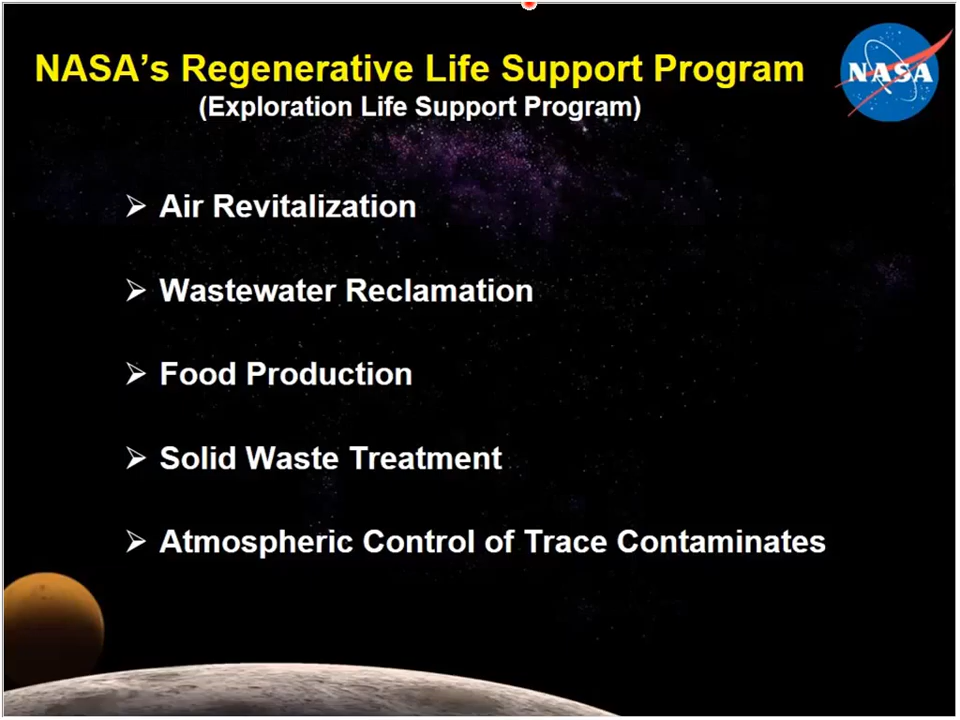 NASA's Regenerative Life Support Program
(Exploration Life Support Program)
NASA
➢ Air Revitalization
➢ Wastewater Reclamation
➢ Food Production
➢ Solid Waste Treatment
➢ Atmospheric Control of Trace Contaminates